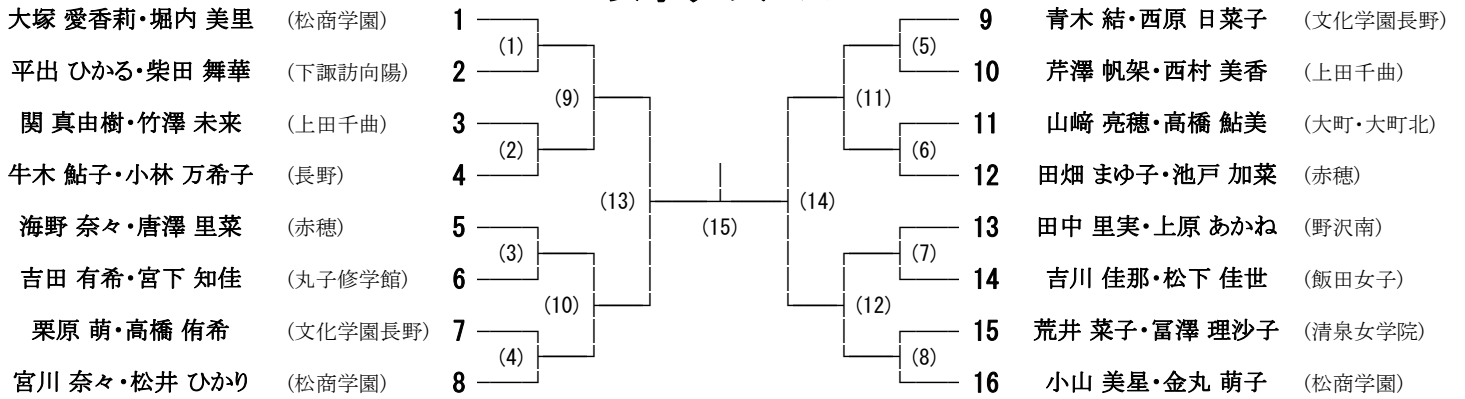 大塚 愛香莉・堀内 美里 (松商学園) 1
(1)
平出 ひかる・柴田 舞華 (下諏訪向陽) 2
(9)
関 真由樹・竹澤 未来 (上田千曲) 3
(2)
牛木 鮎子・小林 万希子 (長野) 4
(13)
海野 奈々・唐澤 里菜 (赤穂) 5
(3)
吉田 有希・宮下 知佳 (丸子修学館) 6
(10)
栗原 萌・高橋 侑希 (文化学園長野) 7
(4)
宮川 奈々・松井 ひかり (松商学園) 8
(15)
9 青木 結・西原 日菜子 (文化学園長野)
(5)
10 芹澤 帆架・西村 美香 (上田千曲)
(11)
11 山﨑 亮穂・高橋 鮎美 (大町・大町北)
(6)
12 田畑 まゆ子・池戸 加菜 (赤穂)
(14)
13 田中 里実・上原 あかね (野沢南)
(7)
14 吉川 佳那・松下 佳世 (飯田女子)
(12)
15 荒井 菜子・冨澤 理沙子 (清泉女学院)
(8)
16 小山 美星・金丸 萌子 (松商学園)